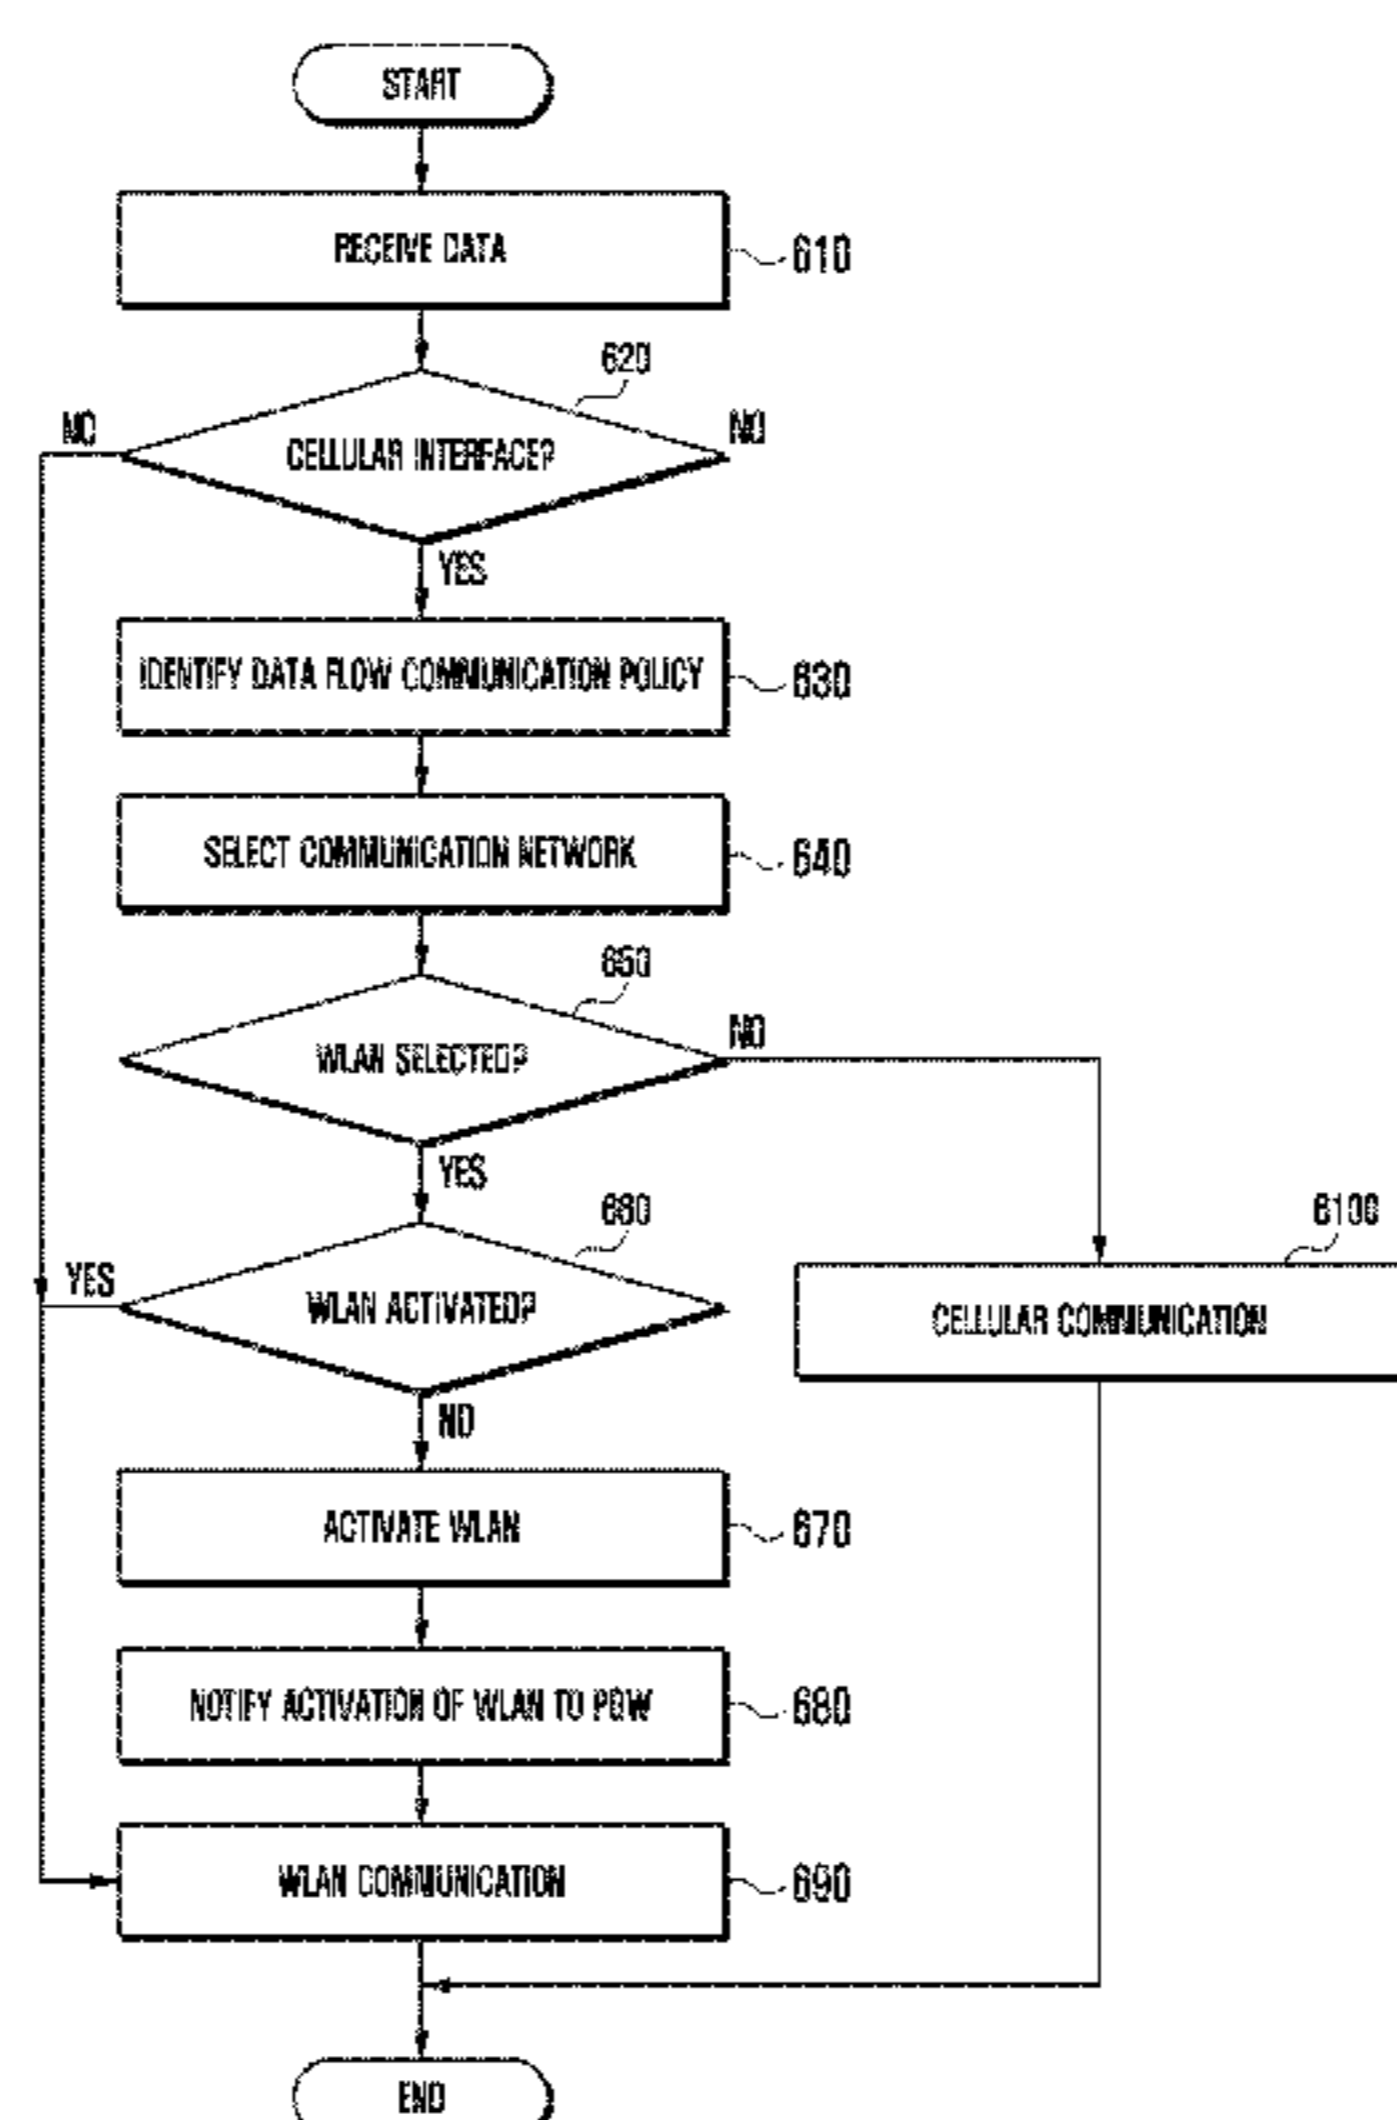 START
RECEIVE DATA
610
620
NO
CELLULAR INTERFACE?
NO
YES
IDENTIFY DATA FLOW COMMUNICATION POLICY
630
SELECT COMMUNICATION NETWORK
640
650
WLAN SELECTED?
NO
YES
660
6100
YES
WLAN ACTIVATED?
CELLULAR COMMUNICATION
NO
ACTIVATE WLAN
670
NOTIFY ACTIVATION OF WLAN TO PGW
680
WLAN COMMUNICATION
690
END